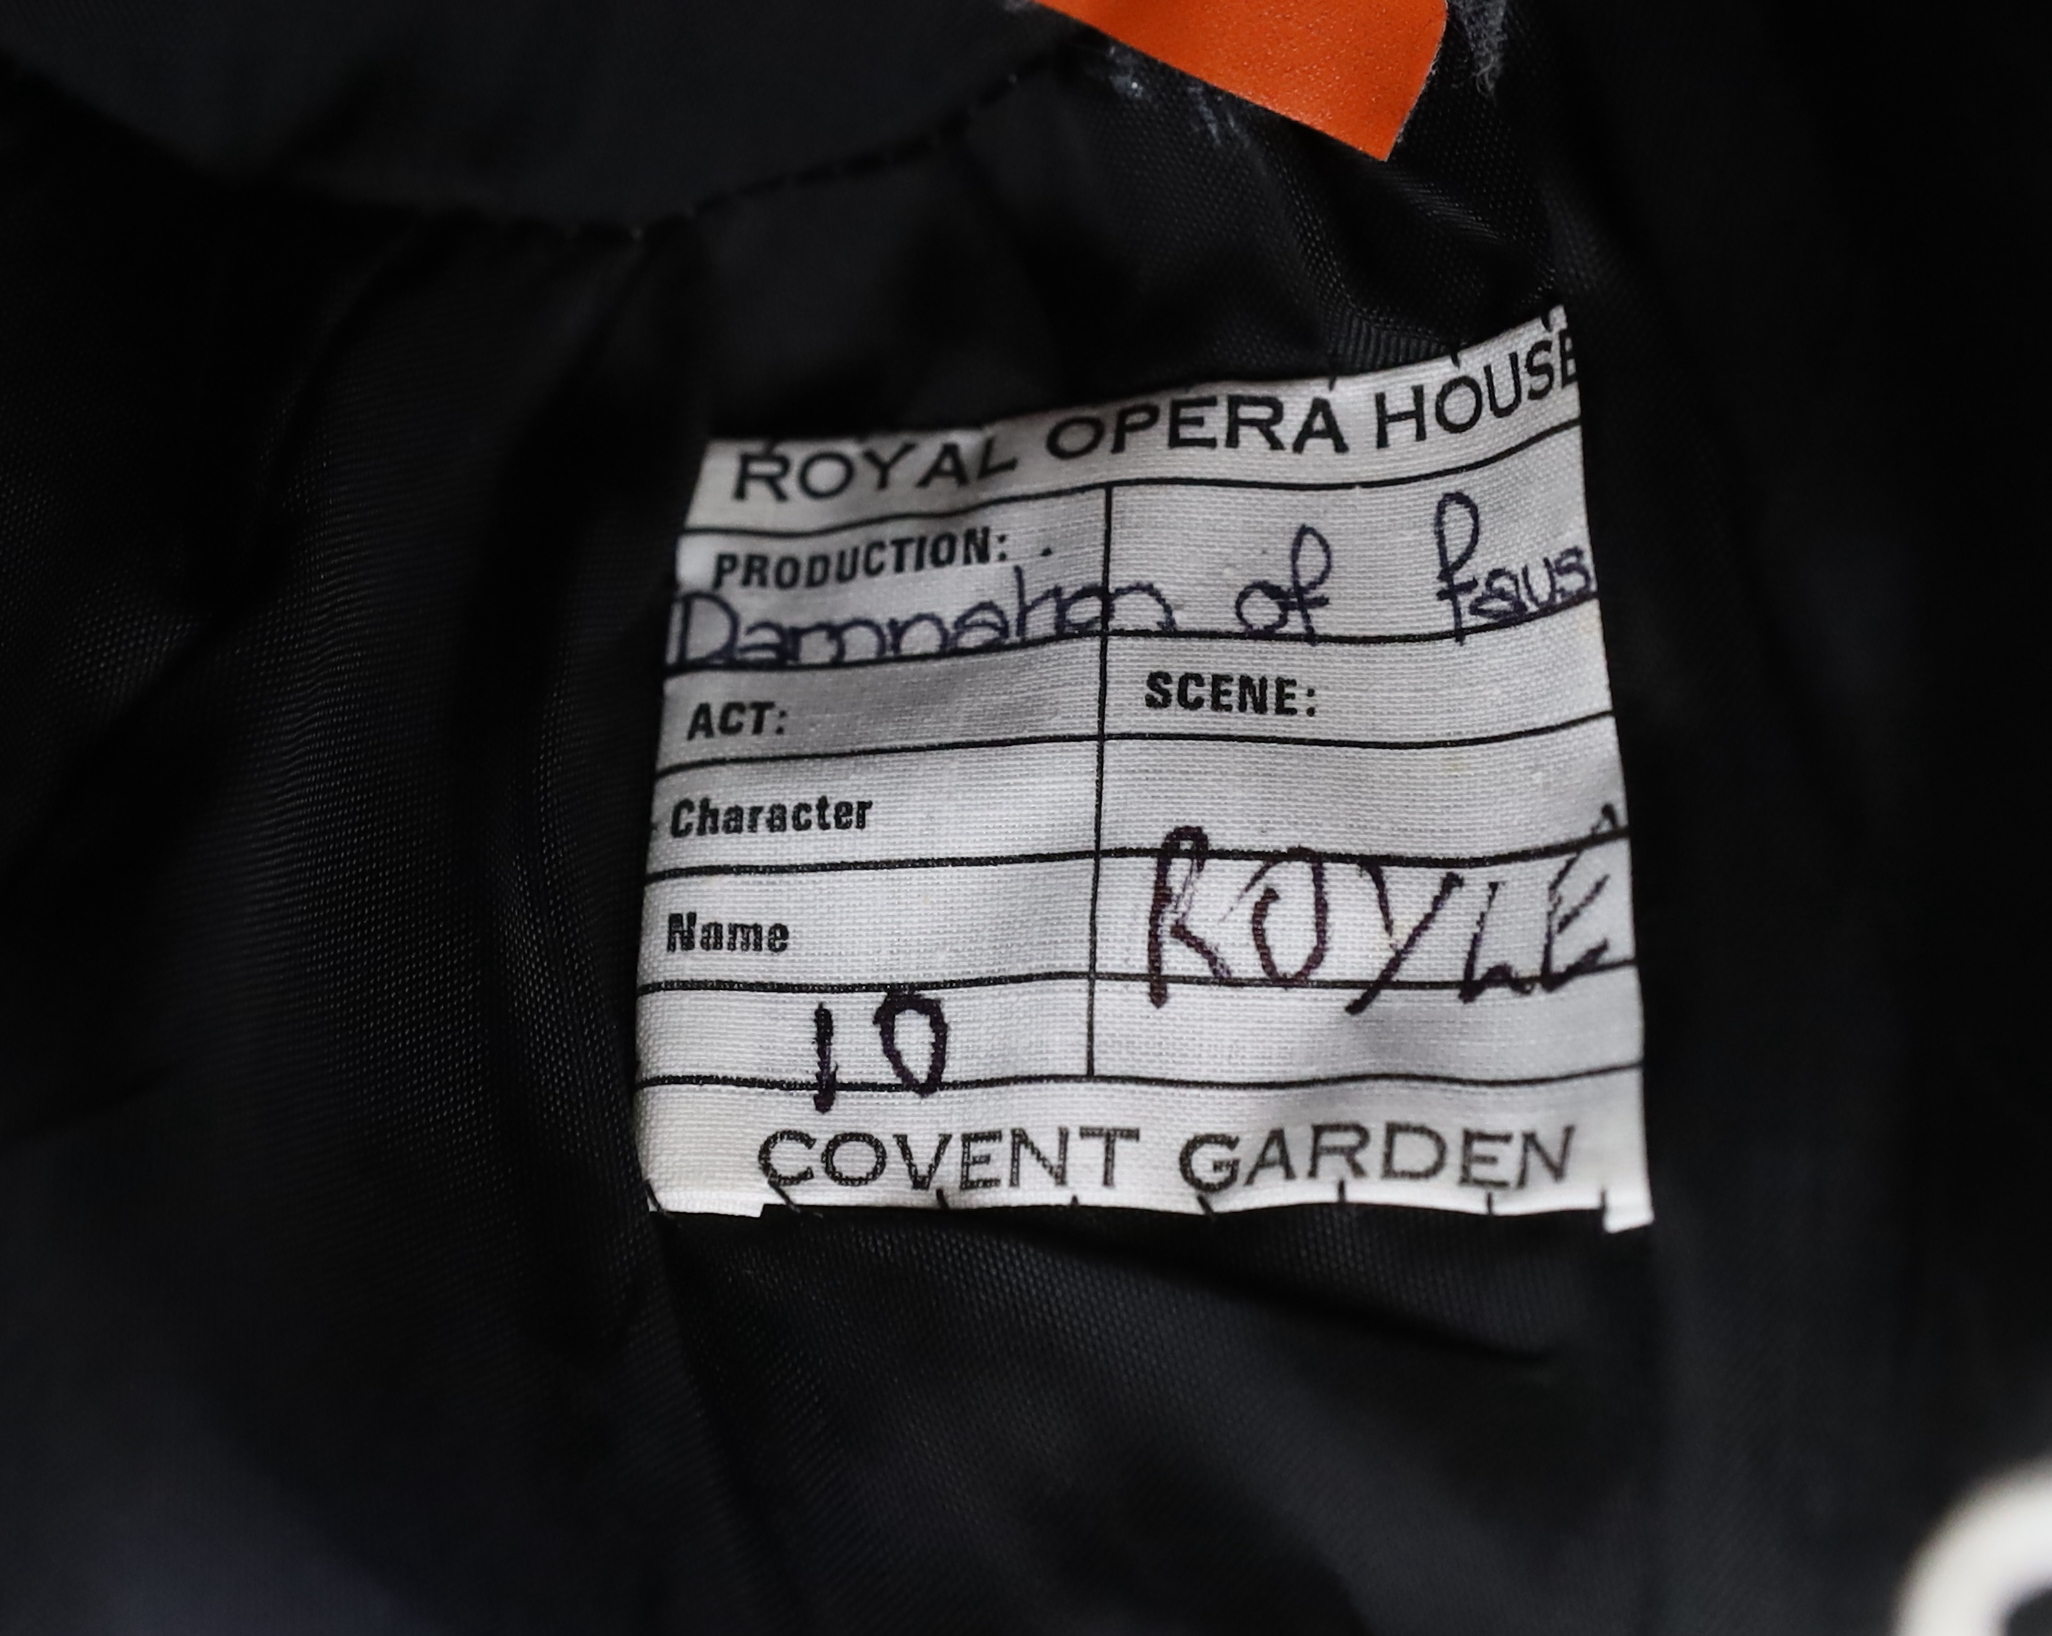 ROYAL OPERA HOUSE
PRODUCTION:
Damnation of Faus
ACT: SCENE:
Character
Name ROYLE
10
COVENT GARDEN